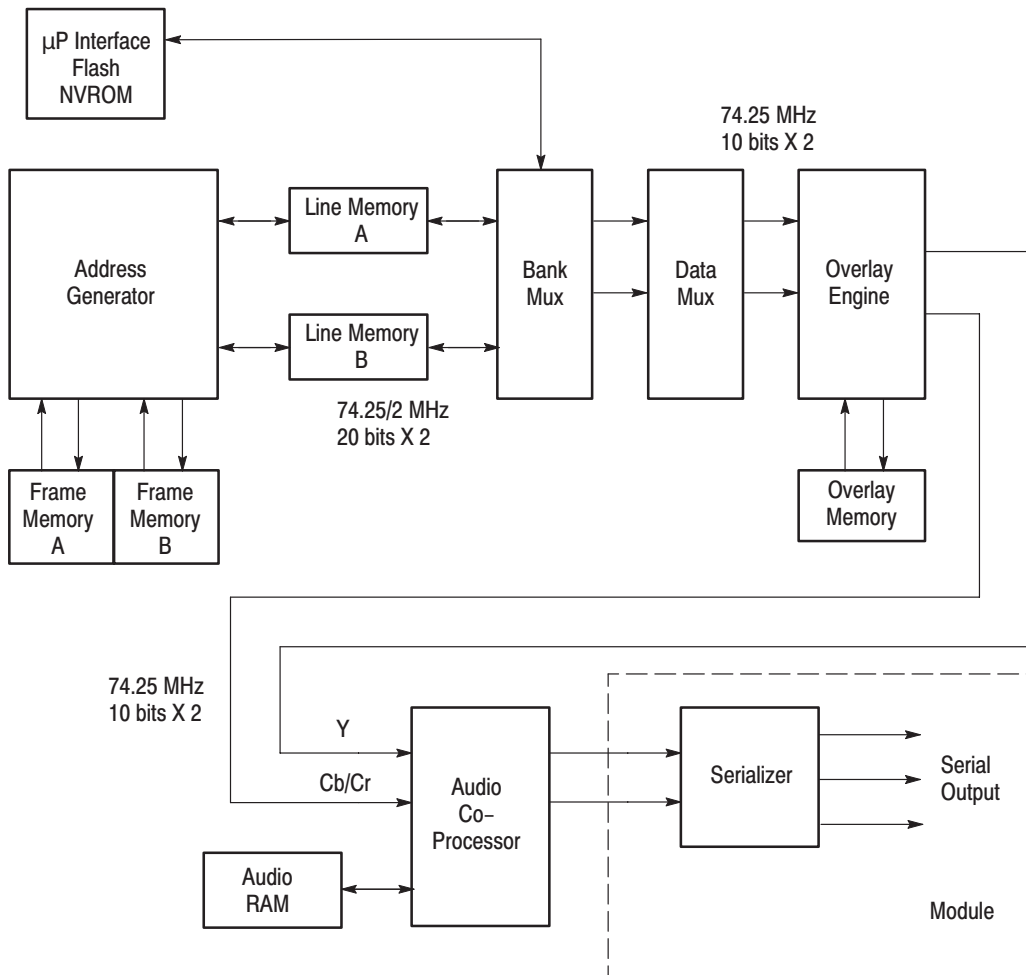 µP Interface
Flash
NVROM
74.25 MHz
10 bits X 2
Address
Generator
Line Memory
A
Line Memory
B
Bank
Mux
Data
Mux
Overlay
Engine
74.25/2 MHz
20 bits X 2
Frame
Memory
A
Frame
Memory
B
Overlay
Memory
74.25 MHz
10 bits X 2
Y
Cb/Cr
Audio
Co–
Processor
Serializer
Serial
Output
Audio
RAM
Module